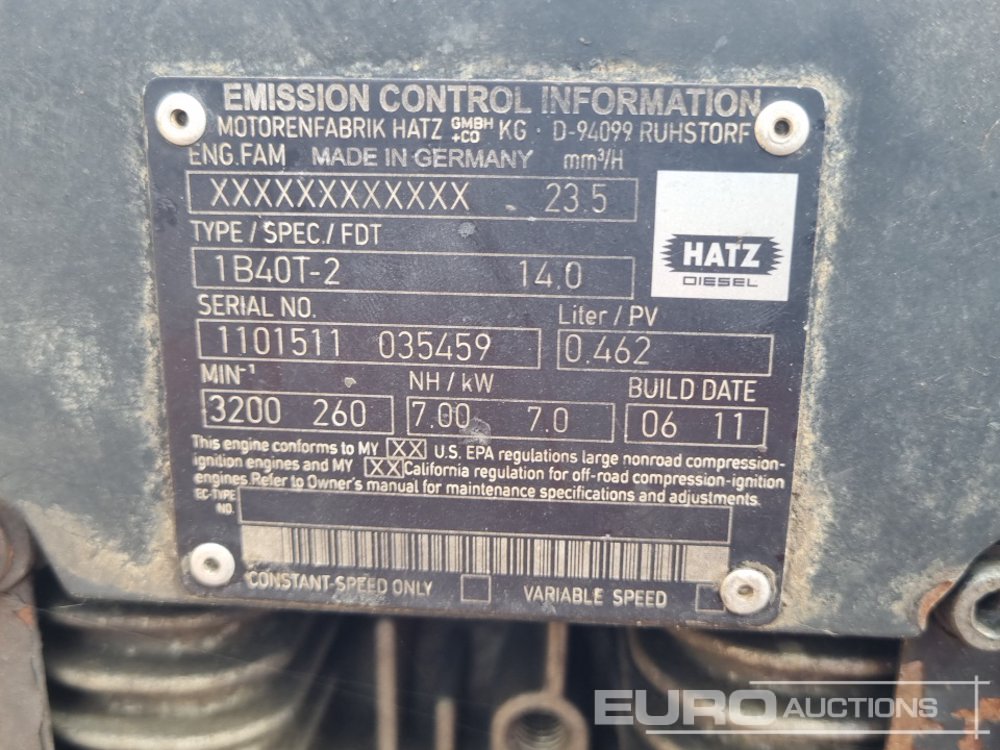 EMISSION CONTROL INFORMATION
MOTORENFABRIK HATZ GMBH +CO KG · D-94099 RUHSTORF
ENG.FAM MADE IN GERMANY mm³/H
XXXXXXXXXXXX 23.5
TYPE / SPEC./ FDT
1B40T-2 14.0
HATZ
DIESEL
SERIAL NO. Liter / PV
1101511 035459 0.462
MIN-¹ NH / kW BUILD DATE
3200 260 7.00 7.0 06 11
This engine conforms to MY XX U.S. EPA regulations large nonroad compression-
ignition engines and MY XX California regulation for off-road compression-ignition
engines. Refer to Owner's manual for maintenance specifications and adjustments.
EC-TYPE
NO.
CONSTANT-SPEED ONLY VARIABLE SPEED
EURO AUCTIONS